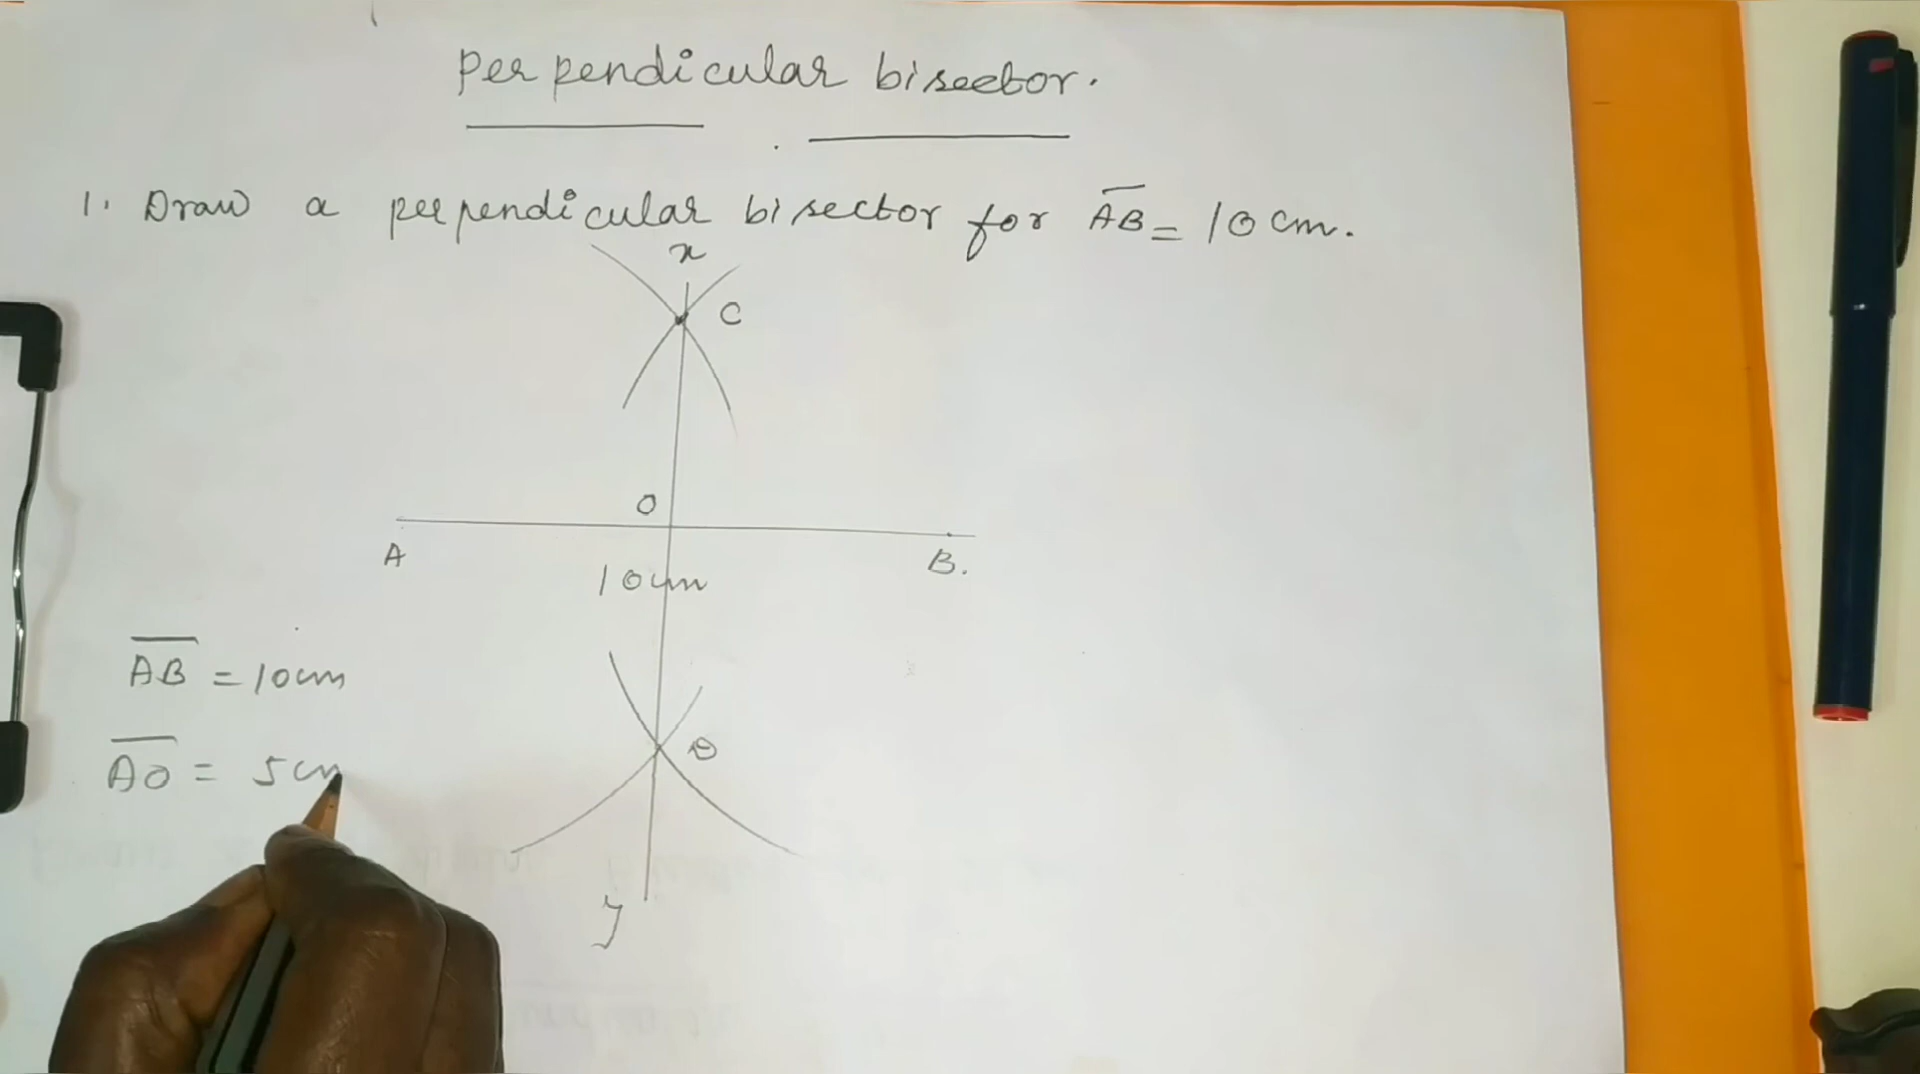 perpendicular bisector.
1. Draw a perpendicular bisector for AB = 10 cm.
x
C
O
A
B.
10cm
AB = 10cm
AO = 5cm
D
y